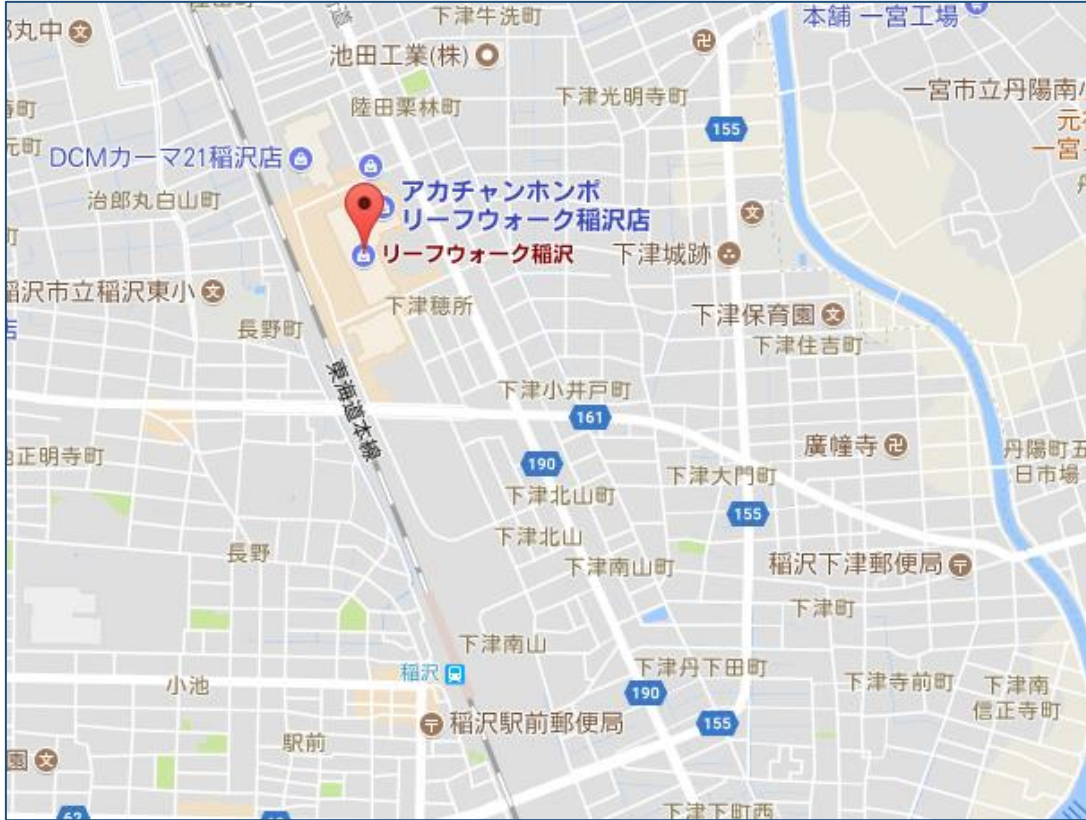 下津牛洗町
本舗 一宮工場
丸中
池田工業(株)
陸田栗林町
下津光明寺町
一宮市立丹陽南小
155
DCMカーマ21稲沢店
治郎丸白山町
アカチャンホンポ
リーフウォーク稲沢店
リーフウォーク稲沢
下津城跡
稲沢市立稲沢東小
下津穂所
長野町
下津保育園
下津住吉町
東海道本線
下津小井戸町
161
正明寺町
190
廣幢寺
丹陽町五
日市場
下津大門町
下津北山町
155
下津北山
長野
下津南山町
稲沢下津郵便局
下津町
下津南山
稲沢
小池
下津丹下田町
190
下津寺前町
下津南
信正寺町
155
稲沢駅前郵便局
駅前
園
62
下津下町西